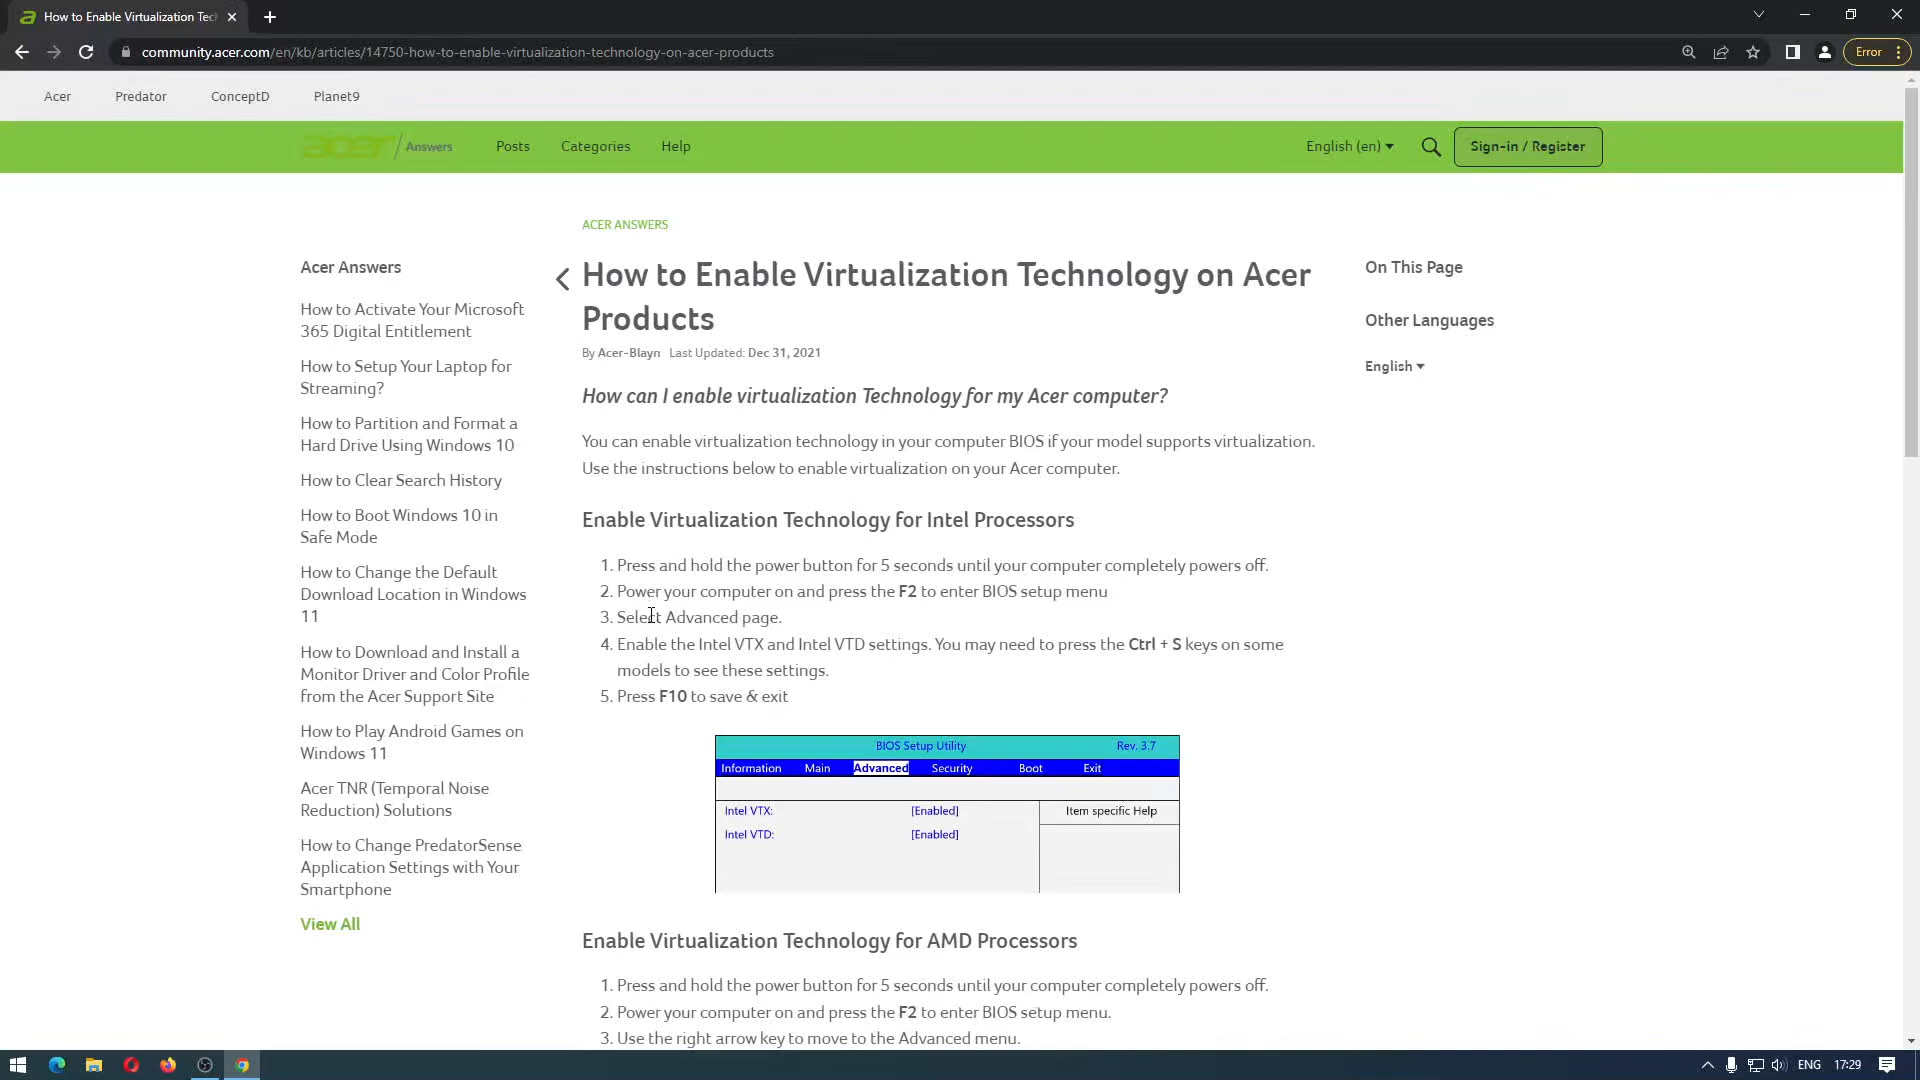 How to Enable Virtualization Tec
community.acer.com/en/kb/articles/14750-how-to-enable-virtualization-technology-on-acer-products
Error
Acer Predator ConceptD Planet9
acer Answers Posts Categories Help English (en) Sign-in / Register
ACER ANSWERS
Acer Answers
How to Activate Your Microsoft
365 Digital Entitlement
How to Setup Your Laptop for
Streaming?
How to Partition and Format a
Hard Drive Using Windows 10
How to Clear Search History
How to Boot Windows 10 in
Safe Mode
How to Change the Default
Download Location in Windows
11
How to Download and Install a
Monitor Driver and Color Profile
from the Acer Support Site
How to Play Android Games on
Windows 11
Acer TNR (Temporal Noise
Reduction) Solutions
How to Change PredatorSense
Application Settings with Your
Smartphone
View All
How to Enable Virtualization Technology on Acer
Products
By Acer-Blayn Last Updated: Dec 31, 2021
How can I enable virtualization Technology for my Acer computer?
You can enable virtualization technology in your computer BIOS if your model supports virtualization.
Use the instructions below to enable virtualization on your Acer computer.
Enable Virtualization Technology for Intel Processors
1. Press and hold the power button for 5 seconds until your computer completely powers off.
2. Power your computer on and press the F2 to enter BIOS setup menu
3. Select Advanced page.
4. Enable the Intel VTX and Intel VTD settings. You may need to press the Ctrl + S keys on some
models to see these settings.
5. Press F10 to save & exit
BIOS Setup Utility Rev. 3.7
Information Main Advanced Security Boot Exit
Intel VTX: [Enabled] Item specific Help
Intel VTD: [Enabled]
Enable Virtualization Technology for AMD Processors
1. Press and hold the power button for 5 seconds until your computer completely powers off.
2. Power your computer on and press the F2 to enter BIOS setup menu.
3. Use the right arrow key to move to the Advanced menu.
On This Page
Other Languages
English
ENG 17:29